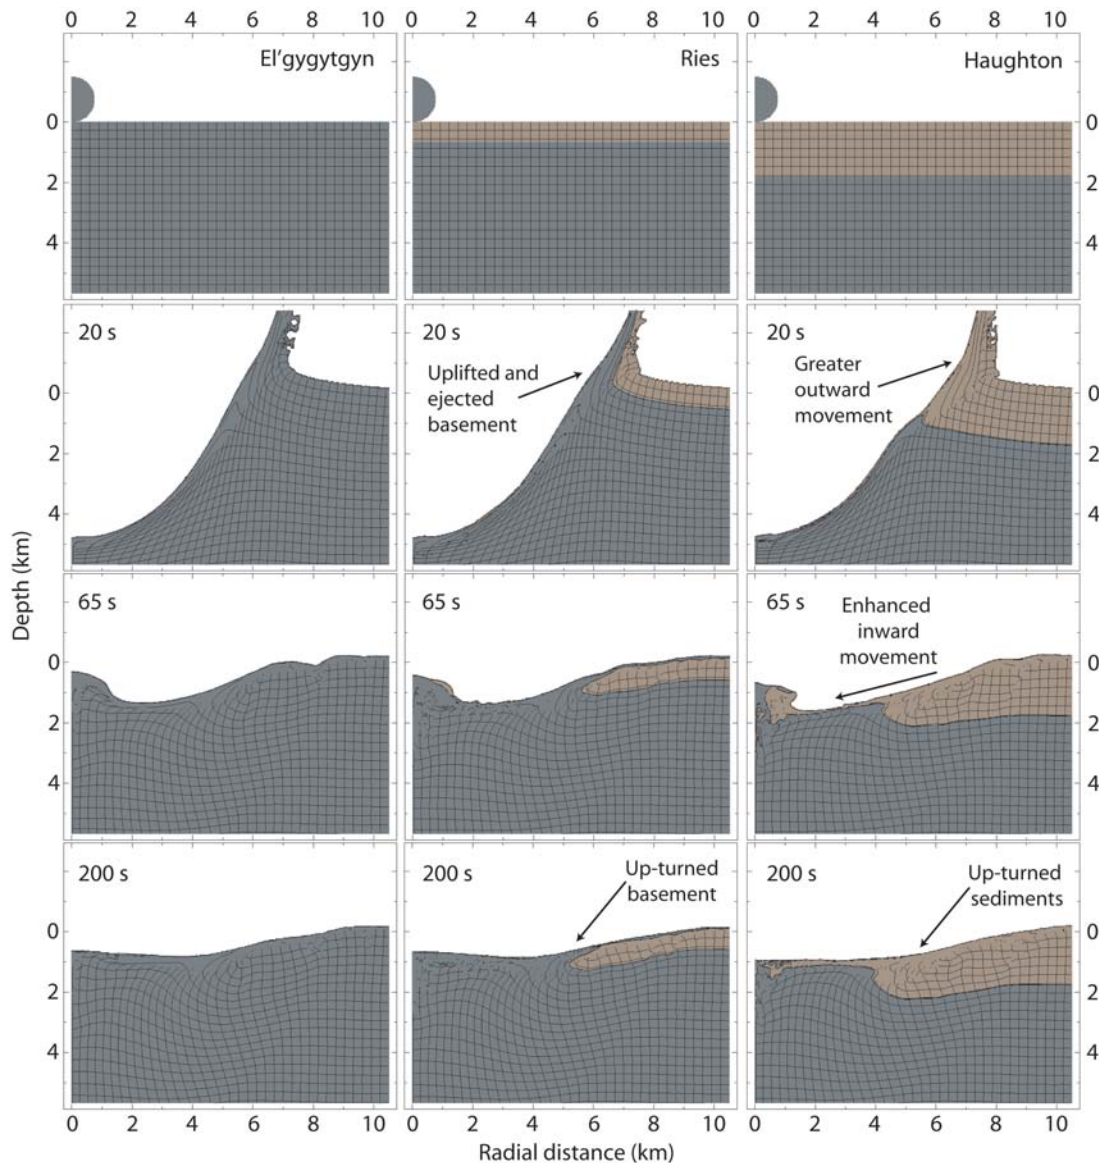 0 2 4 6 8 10 0 2 4 6 8 10 0 2 4 6 8 10
El'gygytgyn Ries Haughton
0 0
2 2
4 4
20 s 20 s 20 s
Uplifted and
ejected
basement
Greater
outward
movement
0 0
2 2
4 4
Depth (km)
65 s 65 s 65 s
Enhanced
inward
movement
0 0
2 2
4 4
200 s 200 s 200 s
Up-turned
basement
Up-turned
sediments
0 0
2 2
4 4
0 2 4 6 8 10 0 2 4 6 8 10 0 2 4 6 8 10
Radial distance (km)